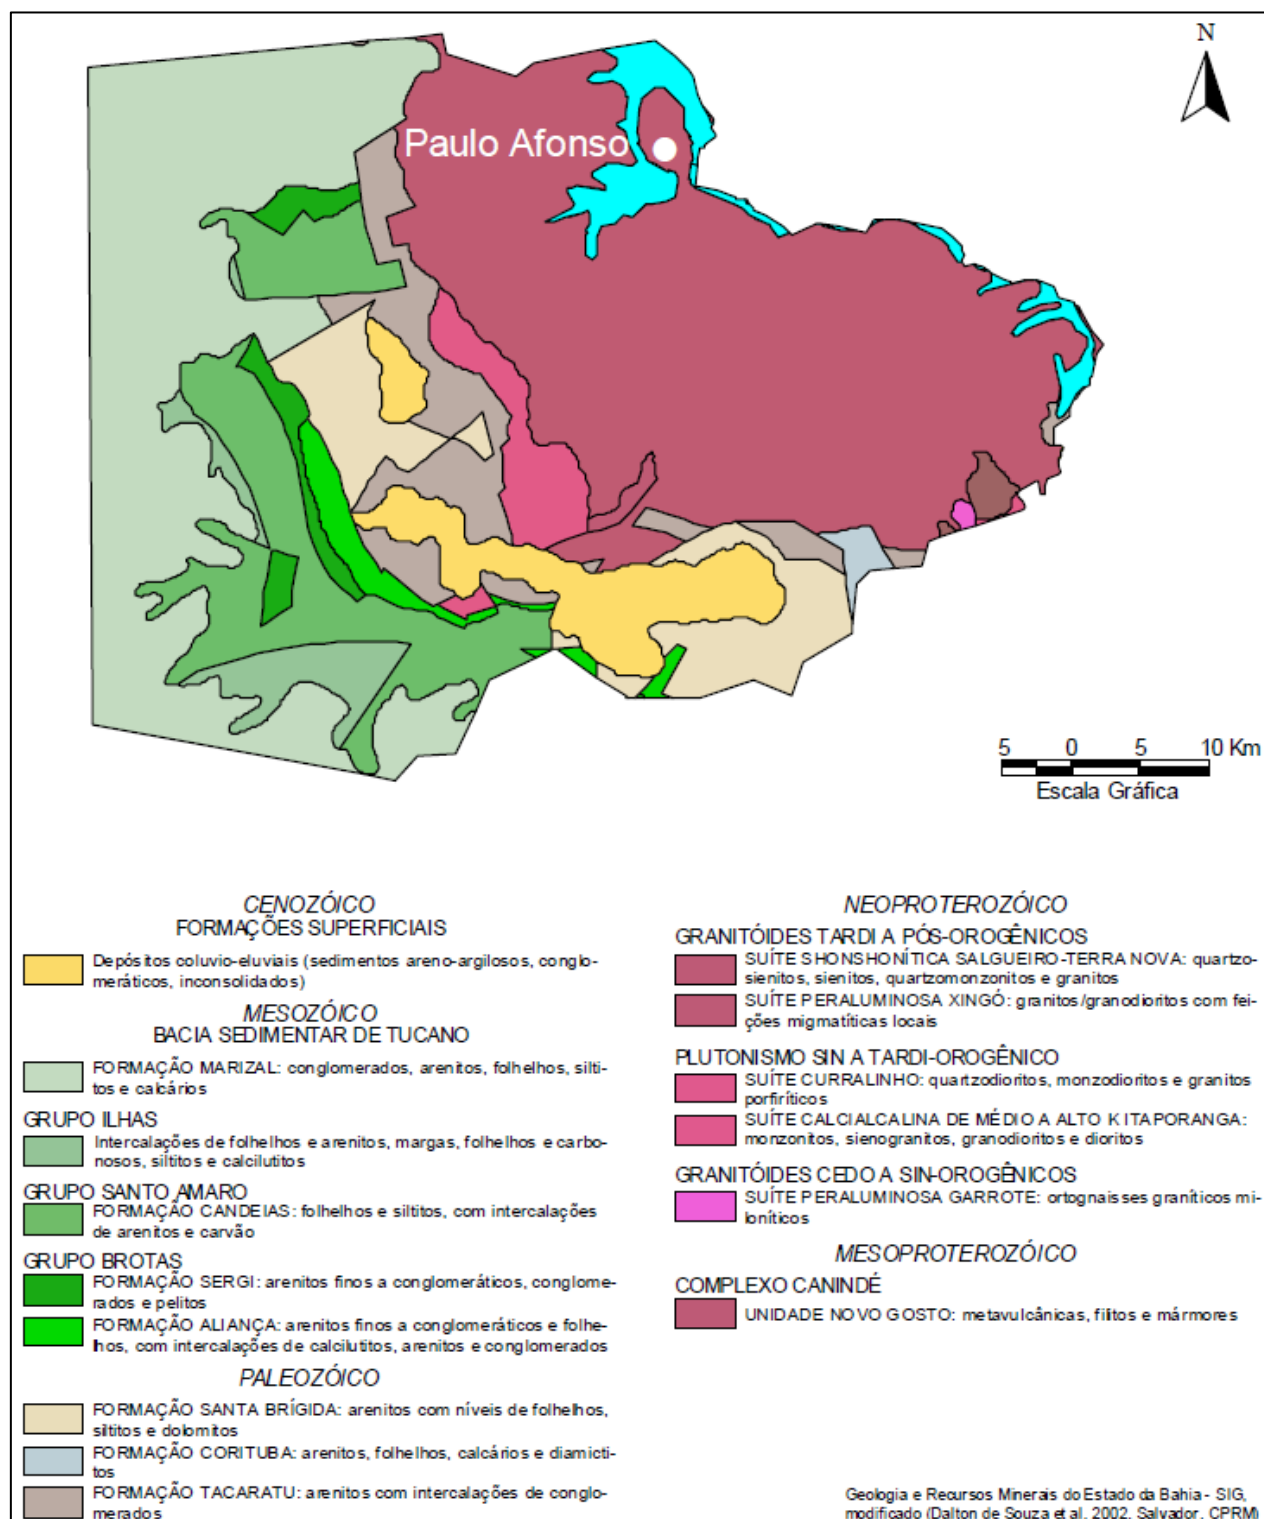 N
Paulo Afonso
5 0 5 10 Km
Escala Gráfica
CENOZÓICO
FORMAÇÕES SUPERFICIAIS
Depósitos coluvio-eluviais (sedimentos areno-argilosos, conglo-
meráticos, inconsolidados)
MESOZÓICO
BACIA SEDIMENTAR DE TUCANO
FORMAÇÃO MARIZAL: conglomerados, arenitos, folhelhos, silti-
tos e calcários
GRUPO ILHAS
Intercalações de folhelhos e arenitos, margas, folhelhos e carbo-
nosos, siltitos e calcilutitos
GRUPO SANTO AMARO
FORMAÇÃO CANDEIAS: folhelhos e siltitos, com intercalações
de arenitos e carvão
GRUPO BROTAS
FORMAÇÃO SERGI: arenitos finos a conglomeráticos, conglome-
rados e pelitos
FORMAÇÃO ALIANÇA: arenitos finos a conglomeráticos e folhe-
lhos, com intercalações de calcilutitos, arenitos e conglomerados
PALEOZÓICO
FORMAÇÃO SANTA BRÍGIDA: arenitos com níveis de folhelhos,
siltitos e dolomitos
FORMAÇÃO CORITUBA: arenitos, folhelhos, calcários e diamicti-
tos
FORMAÇÃO TACARATU: arenitos com intercalações de conglo-
merados
NEOPROTEROZÓICO
GRANITÓIDES TARDI A PÓS-OROGÊNICOS
SUÍTE SHONSHONÍTICA SALGUEIRO-TERRA NOVA: quartzo-
sienitos, sienitos, quartzomonzonitos e granitos
SUÍTE PERALUMINOSA XINGÓ: granitos/granodioritos com fei-
ções migmatíticas locais
PLUTONISMO SIN A TARDI-OROGÊNICO
SUÍTE CURRALINHO: quartzodioritos, monzodioritos e granitos
porfiríticos
SUÍTE CALCIALCALINA DE MÉDIO A ALTO K ITAPORANGA:
monzonitos, sienogranitos, granodioritos e dioritos
GRANITÓIDES CEDO A SIN-OROGÊNICOS
SUÍTE PERALUMINOSA GARROTE: ortognaisses graníticos mi-
loníticos
MESOPROTEROZÓICO
COMPLEXO CANINDÉ
UNIDADE NOVO GOSTO: metavulcânicas, filitos e mármores
Geologia e Recursos Minerais do Estado da Bahia - SIG,
modificado (Dalton de Souza et al. 2002, Salvador, CPRM)